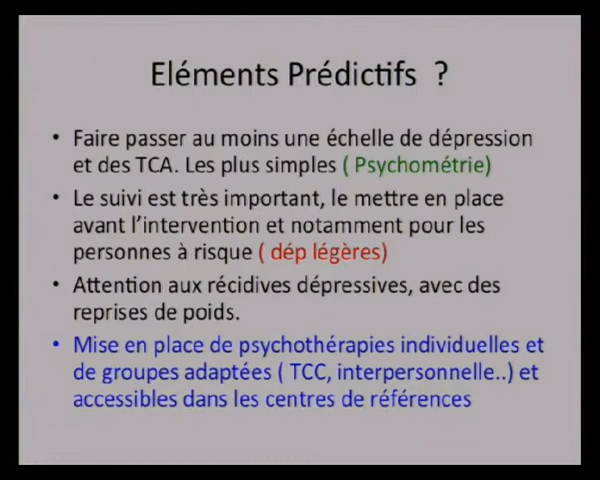 Eléments Prédictifs ?
• Faire passer au moins une échelle de dépression
et des TCA. Les plus simples ( Psychométrie)
• Le suivi est très important, le mettre en place
avant l'intervention et notamment pour les
personnes à risque ( dép légères)
• Attention aux récidives dépressives, avec des
reprises de poids.
• Mise en place de psychothérapies individuelles et
de groupes adaptées ( TCC, interpersonnelle..) et
accessibles dans les centres de références